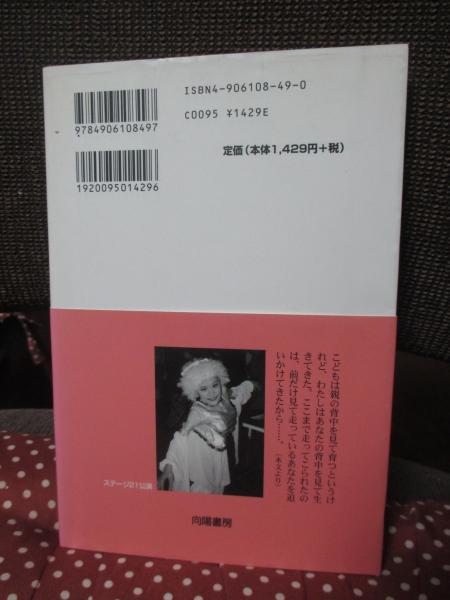 ISBN4-906108-49-0
C0095 ¥1429E
定価(本体1,429円+税)
9784906108497
1920095014296
こどもは親の背中を見て育つというけ
れど、わたしはあなたの背中を見て生
きてきた。ここまで走ってこられたの
は、前だけ見て走っているあなたを追
いかけてきたから……。
(本文より)
ステージ21公演
向陽書房